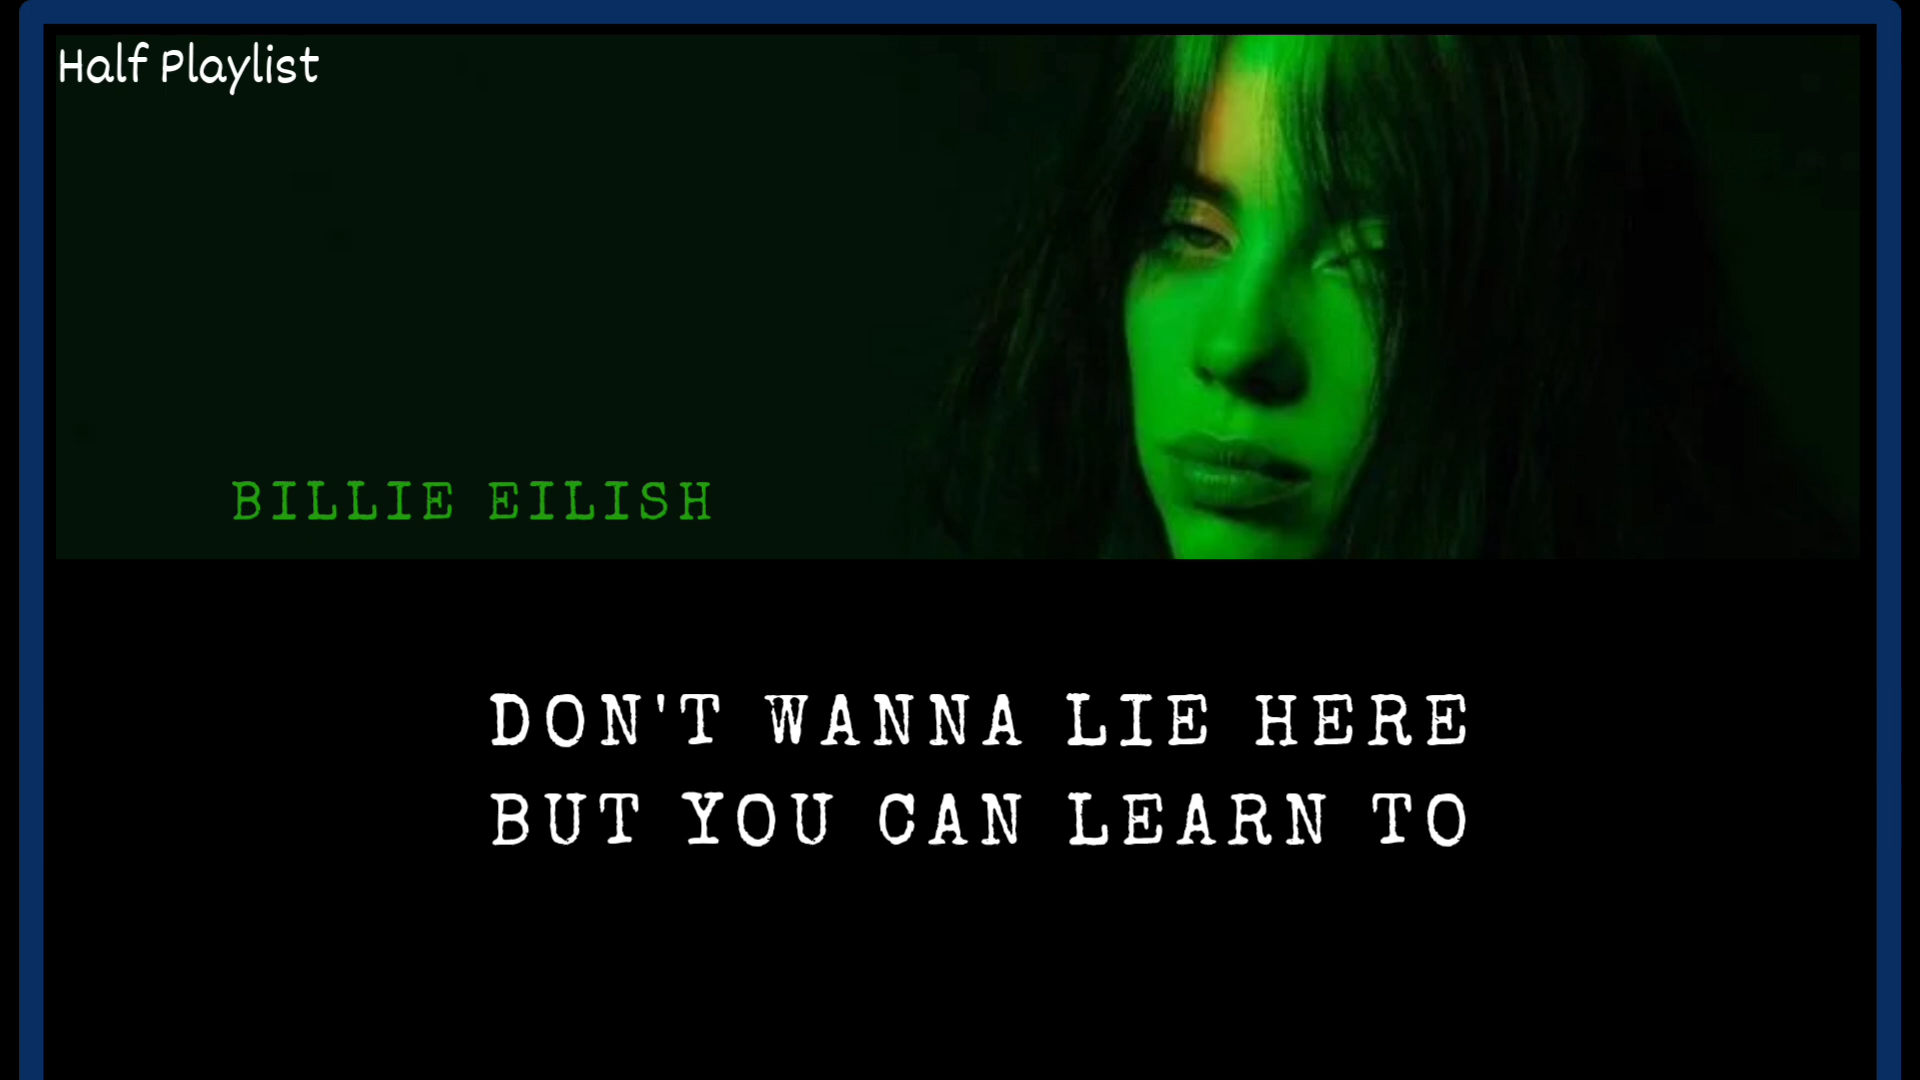 Half Playlist
BILLIE EILISH
DON'T WANNA LIE HERE
BUT YOU CAN LEARN TO